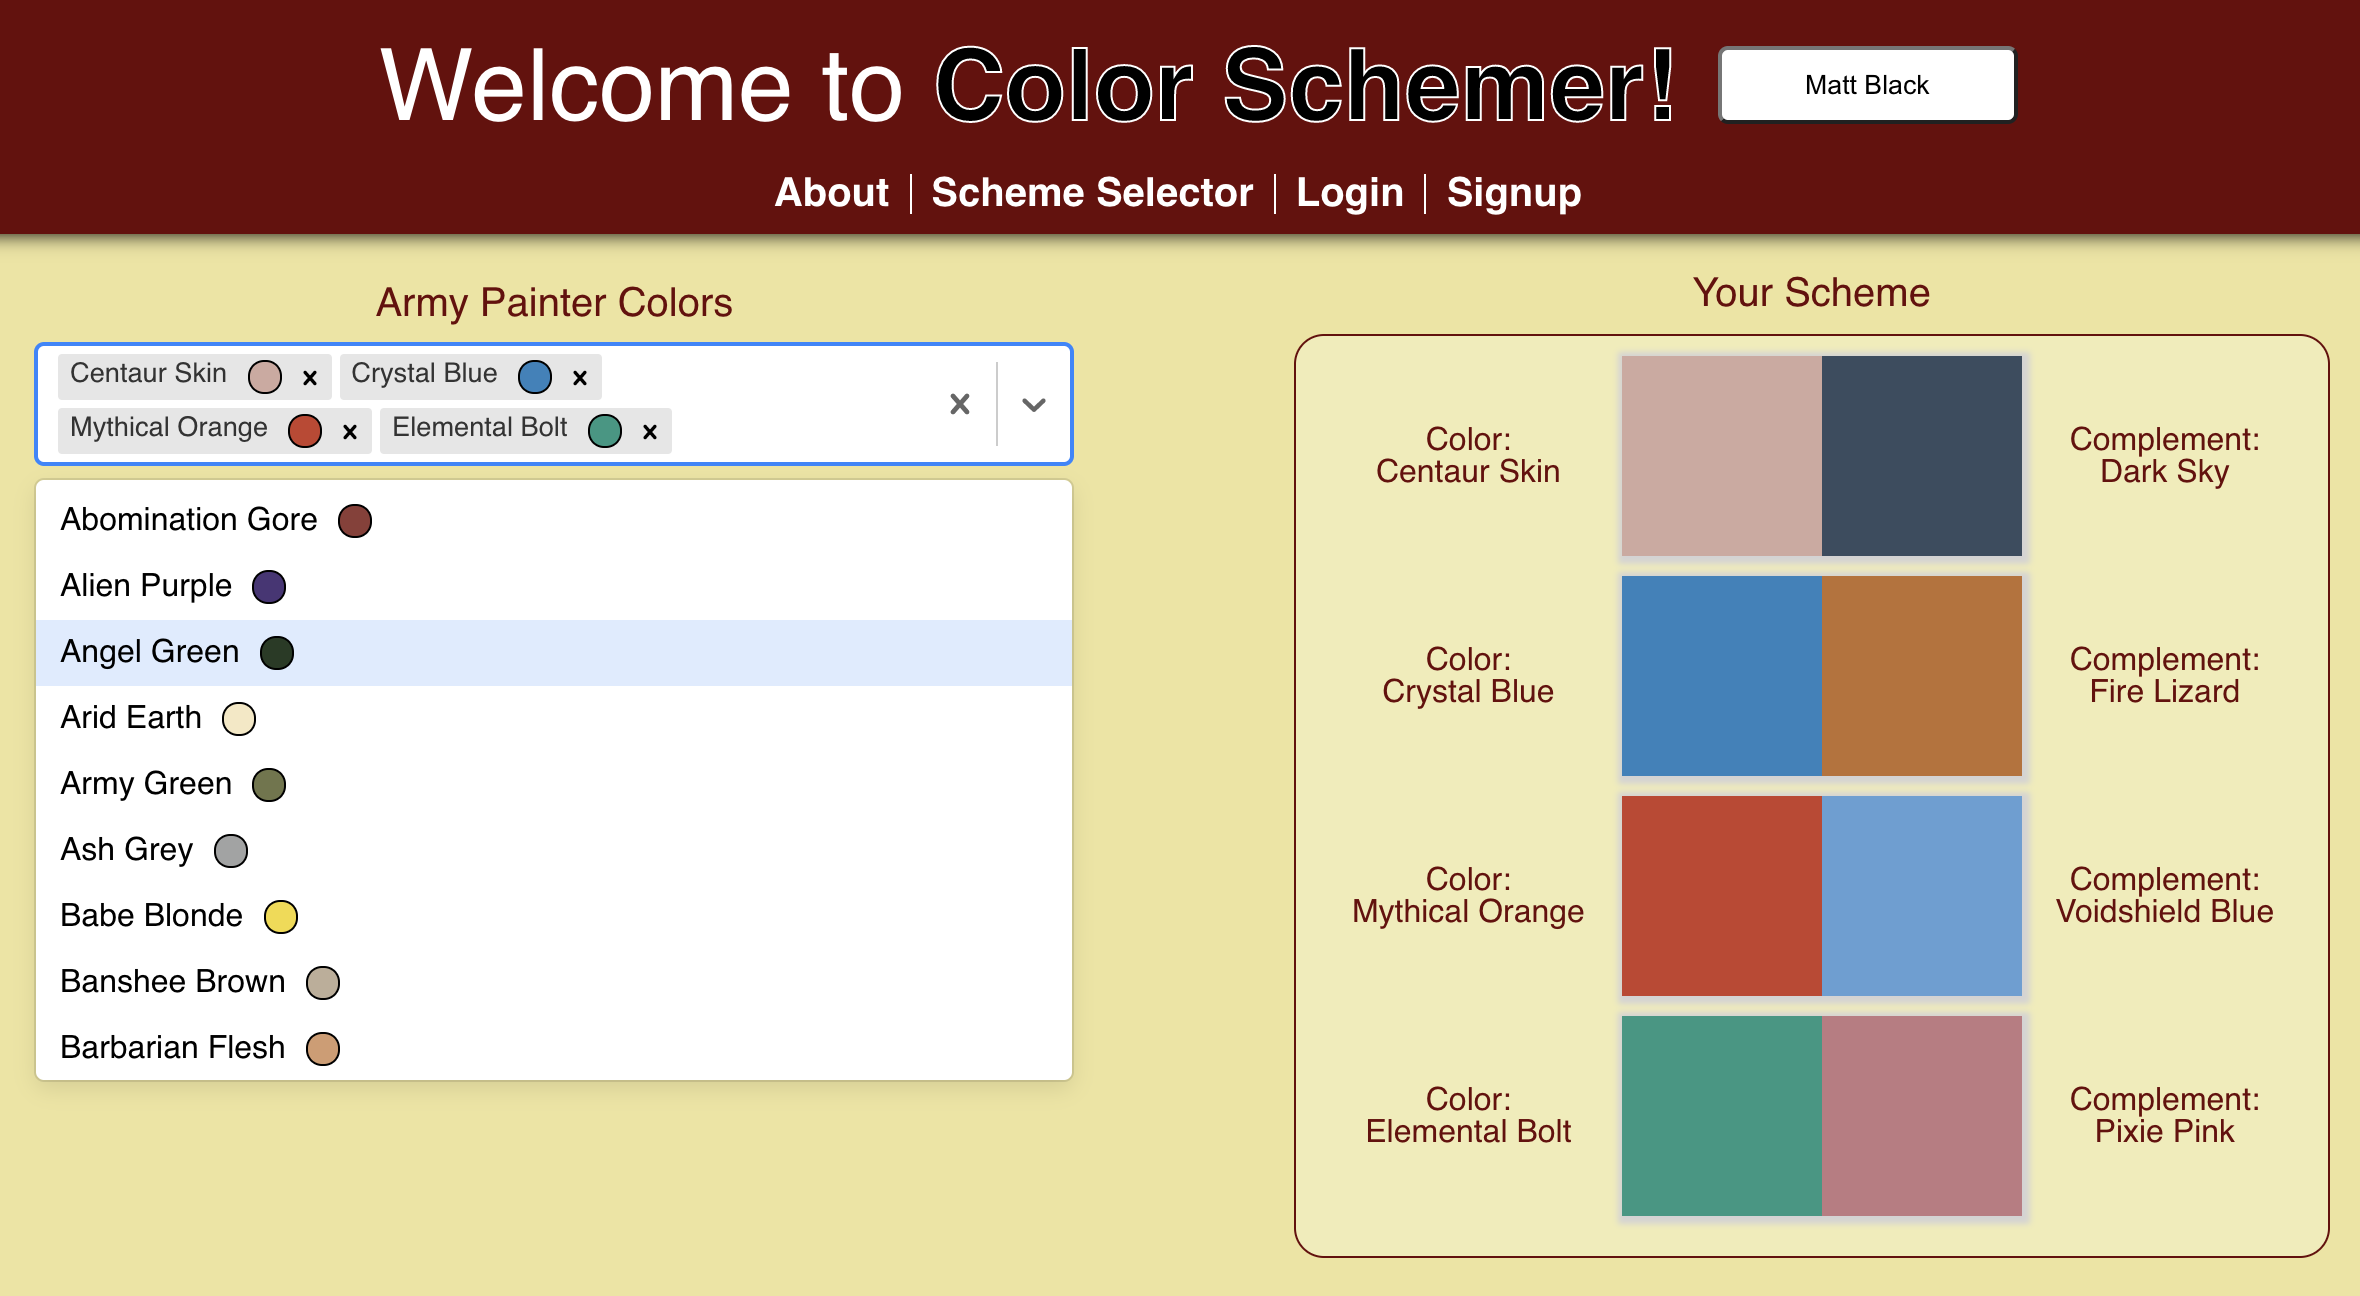 Welcome to Color Schemer!
Matt Black
About | Scheme Selector | Login | Signup
Army Painter Colors
Centaur Skin x Crystal Blue x
Mythical Orange x Elemental Bolt x
Abomination Gore
Alien Purple
Angel Green
Arid Earth
Army Green
Ash Grey
Babe Blonde
Banshee Brown
Barbarian Flesh
Your Scheme
Color:
Centaur Skin
Complement:
Dark Sky
Color:
Crystal Blue
Complement:
Fire Lizard
Color:
Mythical Orange
Complement:
Voidshield Blue
Color:
Elemental Bolt
Complement:
Pixie Pink